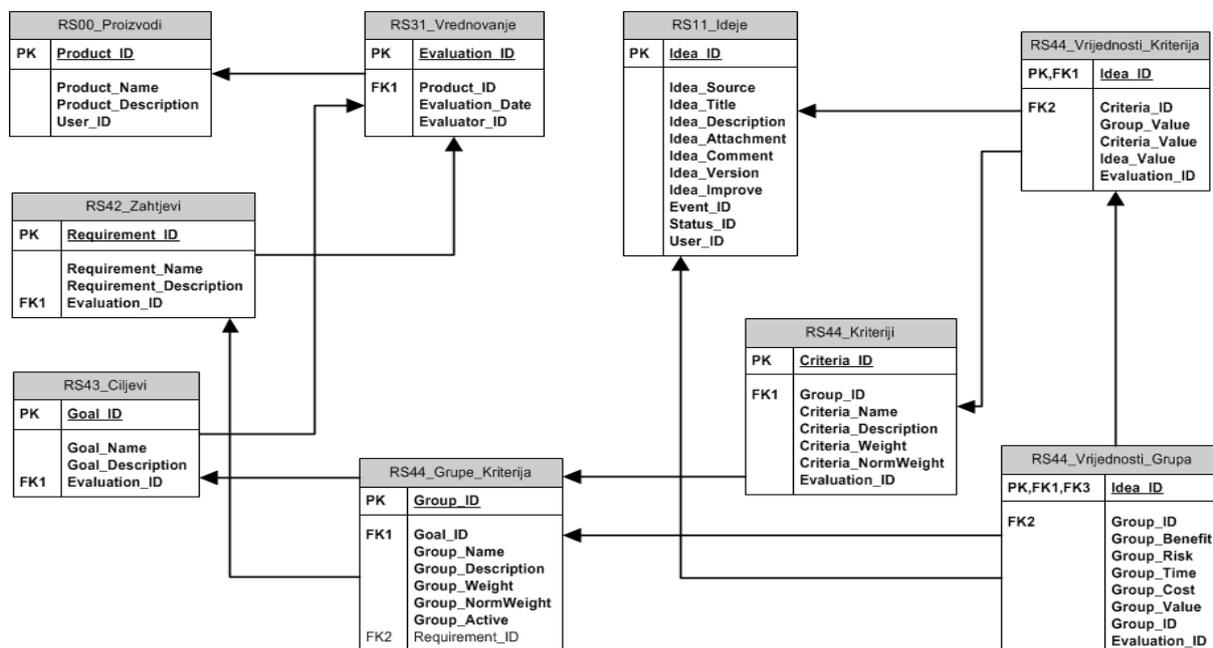 RS00_Proizvodi
PK Product_ID
Product_Name
Product_Description
User_ID
RS31_Vrednovanje
PK Evaluation_ID
FK1 Product_ID
Evaluation_Date
Evaluator_ID
RS11_Ideje
PK Idea_ID
Idea_Source
Idea_Title
Idea_Description
Idea_Attachment
Idea_Comment
Idea_Version
Idea_Improve
Event_ID
Status_ID
User_ID
RS44_Vrijednosti_Kriterija
PK,FK1 Idea_ID
FK2 Criteria_ID
Group_Value
Criteria_Value
Idea_Value
Evaluation_ID
RS42_Zahtjevi
PK Requirement_ID
Requirement_Name
Requirement_Description
FK1 Evaluation_ID
RS43_Ciljevi
PK Goal_ID
Goal_Name
Goal_Description
FK1 Evaluation_ID
RS44_Grupe_Kriterija
PK Group_ID
FK1 Goal_ID
Group_Name
Group_Description
Group_Weight
Group_NormWeight
Group_Active
FK2 Requirement_ID
RS44_Kriteriji
PK Criteria_ID
FK1 Group_ID
Criteria_Name
Criteria_Description
Criteria_Weight
Criteria_NormWeight
Evaluation_ID
RS44_Vrijednosti_Grupa
PK,FK1,FK3 Idea_ID
FK2 Group_ID
Group_Benefit
Group_Risk
Group_Time
Group_Cost
Group_Value
Group_ID
Evaluation_ID